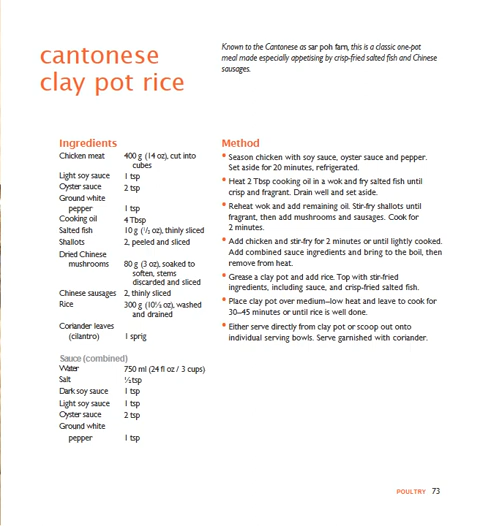 cantonese
clay pot rice
Known to the Cantonese as sar poh farn, this is a classic one-pot
meal made especially appetising by crisp-fried salted fish and Chinese
sausages.
Ingredients
Chicken meat 400 g (14 oz), cut into
cubes
Light soy sauce 1 tsp
Oyster sauce 2 tsp
Ground white
pepper 1 tsp
Cooking oil 4 Tbsp
Salted fish 10 g (⅓ oz), thinly sliced
Shallots 2, peeled and sliced
Dried Chinese
mushrooms 80 g (3 oz), soaked to
soften, stems
discarded and sliced
Chinese sausages 2, thinly sliced
Rice 300 g (10½ oz), washed
and drained
Coriander leaves
(cilantro) 1 sprig
Sauce (combined)
Water 750 ml (24 fl oz / 3 cups)
Salt ½ tsp
Dark soy sauce 1 tsp
Light soy sauce 1 tsp
Oyster sauce 2 tsp
Ground white
pepper 1 tsp
Method
• Season chicken with soy sauce, oyster sauce and pepper.
Set aside for 20 minutes, refrigerated.
• Heat 2 Tbsp cooking oil in a wok and fry salted fish until
crisp and fragrant. Drain well and set aside.
• Reheat wok and add remaining oil. Stir-fry shallots until
fragrant, then add mushrooms and sausages. Cook for
2 minutes.
• Add chicken and stir-fry for 2 minutes or until lightly cooked.
Add combined sauce ingredients and bring to the boil, then
remove from heat.
• Grease a clay pot and add rice. Top with stir-fried
ingredients, including sauce, and crisp-fried salted fish.
• Place clay pot over medium–low heat and leave to cook for
30–45 minutes or until rice is well done.
• Either serve directly from clay pot or scoop out onto
individual serving bowls. Serve garnished with coriander.
POULTRY 73